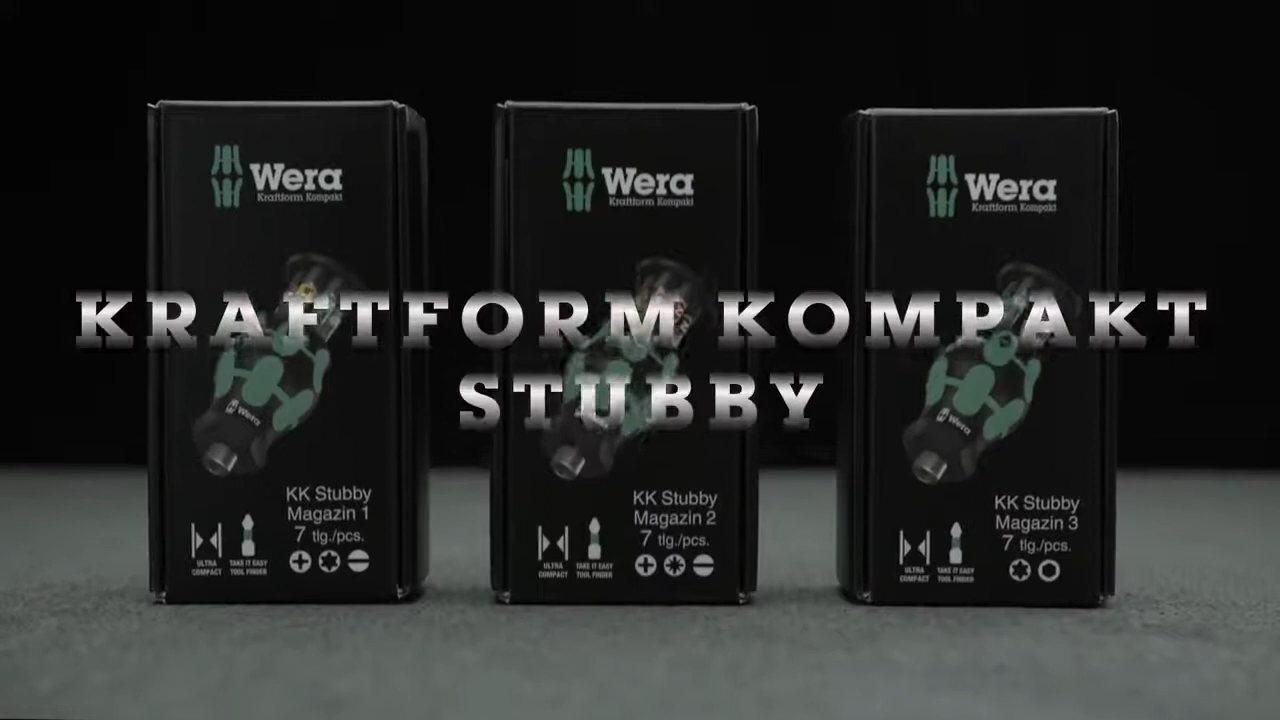 Wera
Kraftform Kompakt
Wera
Kraftform Kompakt
Wera
Kraftform Kompakt
KRAFTFORM KOMPAKT
STUBBY
Wera
Wera
KK Stubby
Magazin 1
7 tlg./pcs.
ULTRA
COMPACT
TAKE IT EASY
TOOL FINDER
KK Stubby
Magazin 2
7 tlg./pcs.
ULTRA
COMPACT
TAKE IT EASY
TOOL FINDER
KK Stubby
Magazin 3
7 tlg./pcs.
ULTRA
COMPACT
TAKE IT EASY
TOOL FINDER